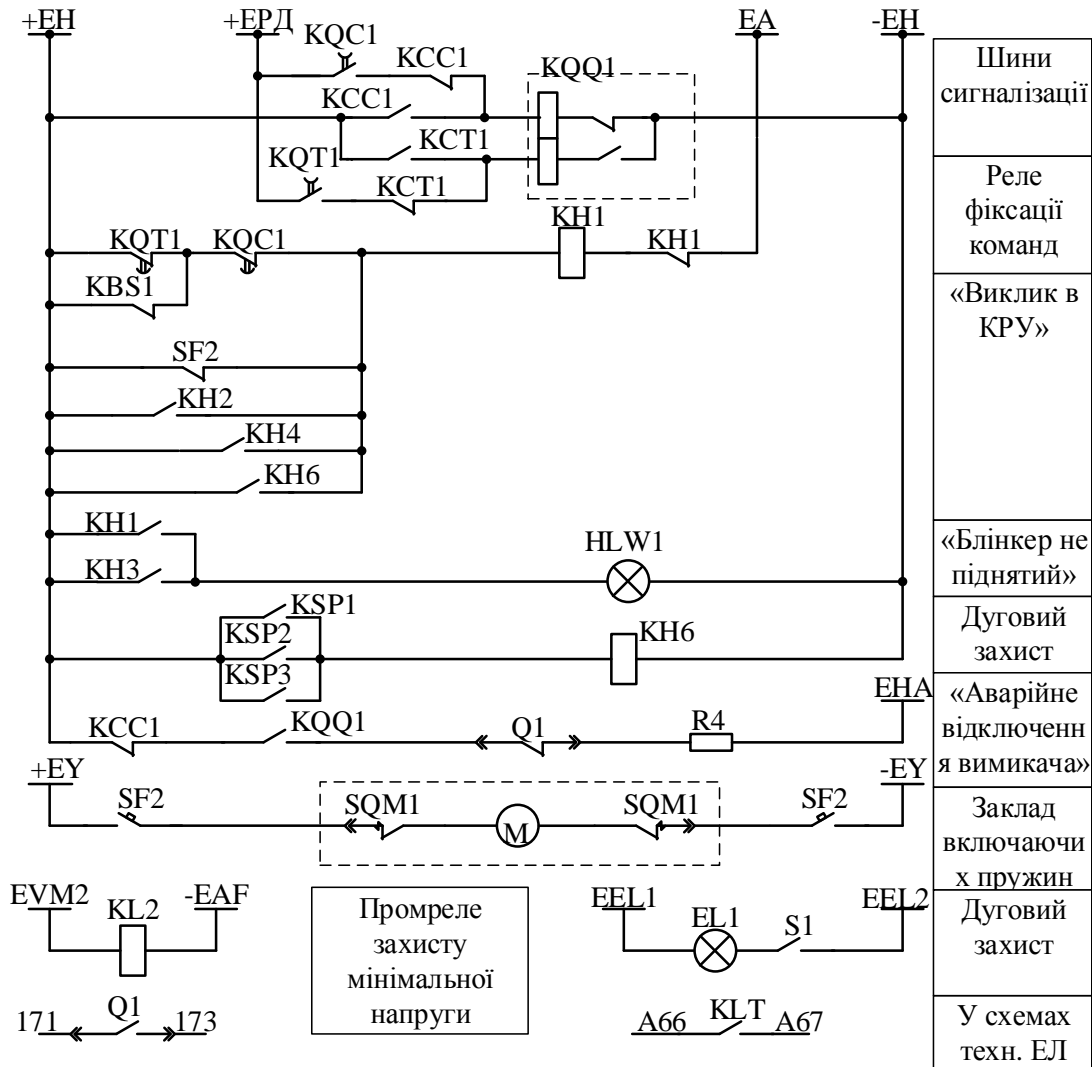 +EH
+ЕРД
EA
-EH
KQC1
KCC1
KQQ1
KCC1
KCT1
KQT1
KCT1
Шини
сигналізації
Реле
фіксації
команд
KH1
KQT1
KQC1
KH1
KBS1
«Виклик в
КРУ»
SF2
KH2
KH4
KH6
KH1
HLW1
KH3
«Блінкер не
піднятий»
KSP1
KSP2
KH6
KSP3
Дуговий
захист
EHA
KCC1
KQQ1
Q1
R4
«Аварійне
відключенн
я вимикача»
+EY
-EY
SF2
SQM1
M
SQM1
SF2
Заклад
включаючи
х пружин
EVM2
-EAF
KL2
Промреле
захисту
мінімальної
напруги
EEL1
EEL2
EL1
S1
Дуговий
захист
171
Q1
173
A66
KLT
A67
У схемах
техн. ЕЛ